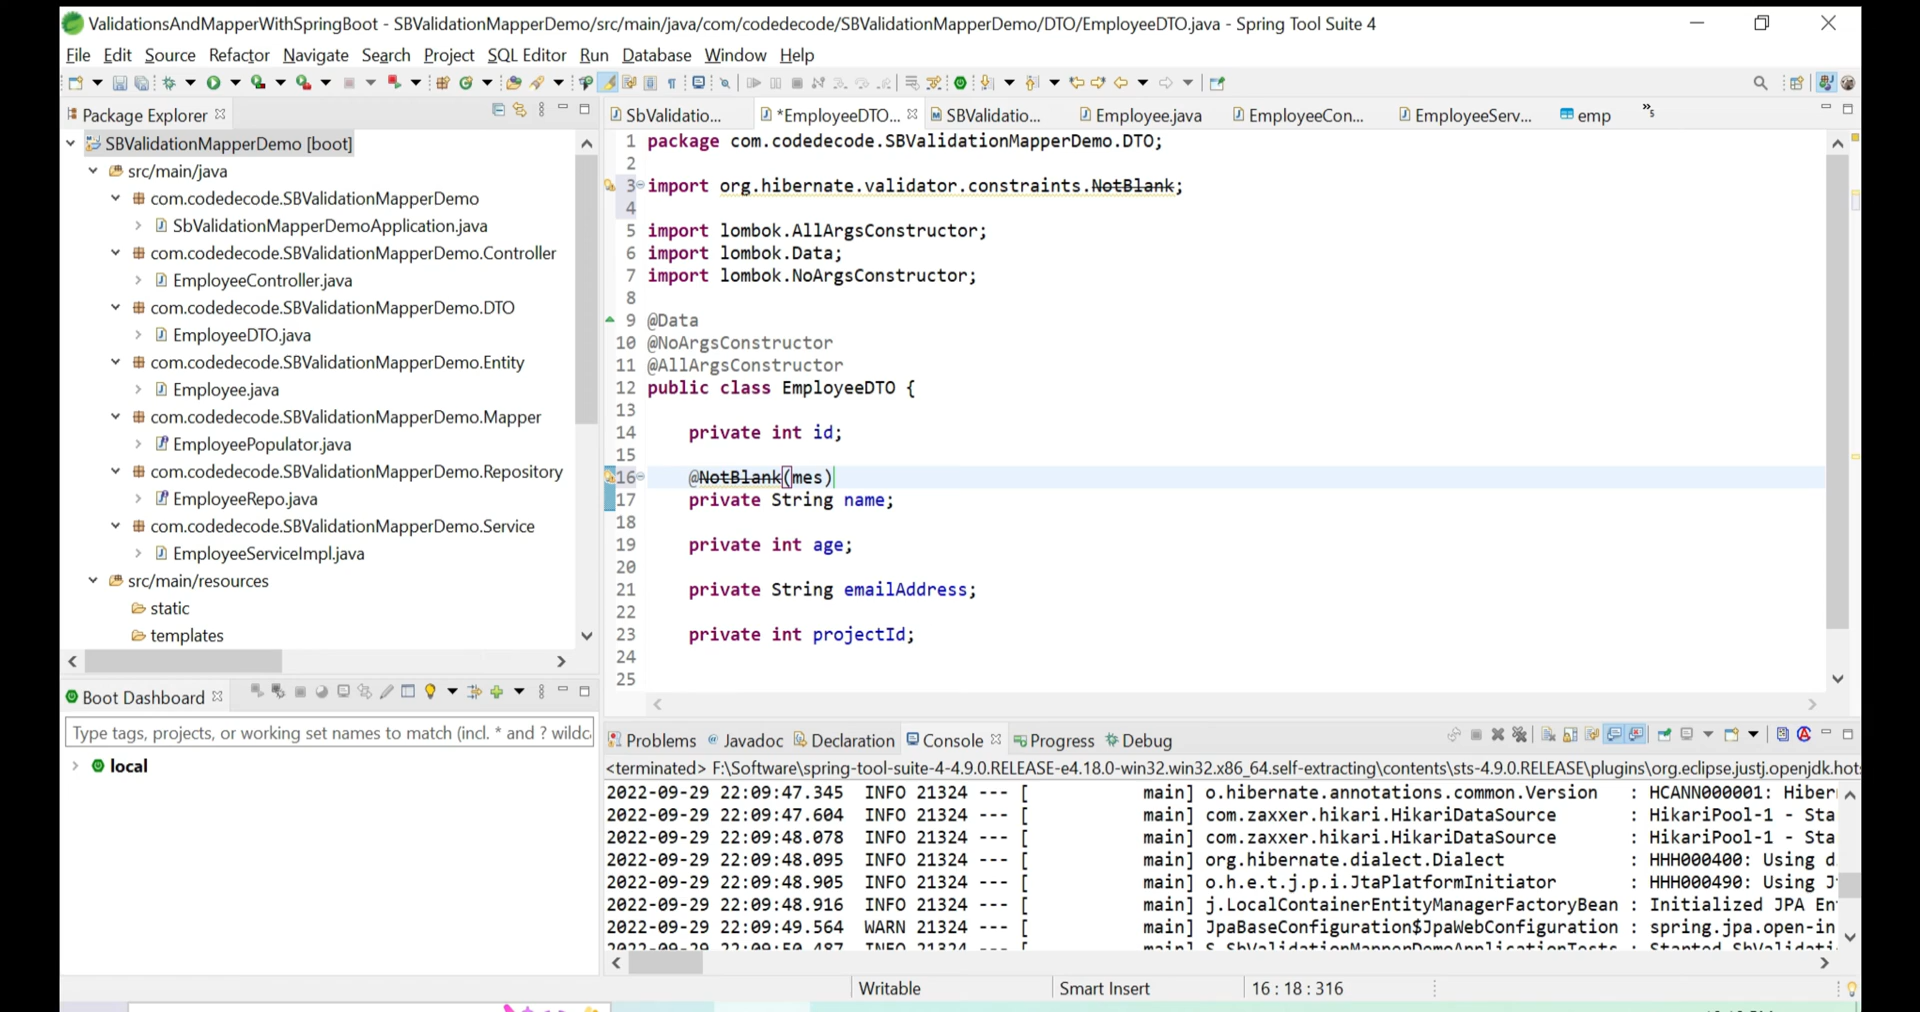 ValidationsAndMapperWithSpringBoot - SBValidationMapperDemo/src/main/java/com/codedecode/SBValidationMapperDemo/DTO/EmployeeDTO.java - Spring Tool Suite 4
File Edit Source Refactor Navigate Search Project SQL Editor Run Database Window Help
Package Explorer
SBValidationMapperDemo [boot]
src/main/java
com.codedecode.SBValidationMapperDemo
SbValidationMapperDemoApplication.java
com.codedecode.SBValidationMapperDemo.Controller
EmployeeController.java
com.codedecode.SBValidationMapperDemo.DTO
EmployeeDTO.java
com.codedecode.SBValidationMapperDemo.Entity
Employee.java
com.codedecode.SBValidationMapperDemo.Mapper
EmployeePopulator.java
com.codedecode.SBValidationMapperDemo.Repository
EmployeeRepo.java
com.codedecode.SBValidationMapperDemo.Service
EmployeeServiceImpl.java
src/main/resources
static
templates
Boot Dashboard
Type tags, projects, or working set names to match (incl. * and ? wildc
local
SbValidatio... *EmployeeDTO... SBValidatio... Employee.java EmployeeCon... EmployeeServ... emp »5
1 package com.codedecode.SBValidationMapperDemo.DTO;
2
3 import org.hibernate.validator.constraints.NotBlank;
4
5 import lombok.AllArgsConstructor;
6 import lombok.Data;
7 import lombok.NoArgsConstructor;
8
9 @Data
10 @NoArgsConstructor
11 @AllArgsConstructor
12 public class EmployeeDTO {
13
14 private int id;
15
16 @NotBlank(mes)
17 private String name;
18
19 private int age;
20
21 private String emailAddress;
22
23 private int projectId;
24
25
Problems Javadoc Declaration Console Progress Debug
<terminated> F:\Software\spring-tool-suite-4-4.9.0.RELEASE-e4.18.0-win32.win32.x86_64.self-extracting\contents\sts-4.9.0.RELEASE\plugins\org.eclipse.justj.openjdk.hots
2022-09-29 22:09:47.345 INFO 21324 --- [ main] o.hibernate.annotations.common.Version : HCANN000001: Hiber
2022-09-29 22:09:47.604 INFO 21324 --- [ main] com.zaxxer.hikari.HikariDataSource : HikariPool-1 - Sta
2022-09-29 22:09:48.078 INFO 21324 --- [ main] com.zaxxer.hikari.HikariDataSource : HikariPool-1 - Sta
2022-09-29 22:09:48.095 INFO 21324 --- [ main] org.hibernate.dialect.Dialect : HHH000400: Using d
2022-09-29 22:09:48.905 INFO 21324 --- [ main] o.h.e.t.j.p.i.JtaPlatformInitiator : HHH000490: Using J
2022-09-29 22:09:48.916 INFO 21324 --- [ main] j.LocalContainerEntityManagerFactoryBean : Initialized JPA En
2022-09-29 22:09:49.564 WARN 21324 --- [ main] JpaBaseConfiguration$JpaWebConfiguration : spring.jpa.open-in
2022-09-29 22:09:50.487 INFO 21324 --- [ main] S.SbValidationMapperDemoApplicationTests : Started SbValidati
Writable Smart Insert 16 : 18 : 316